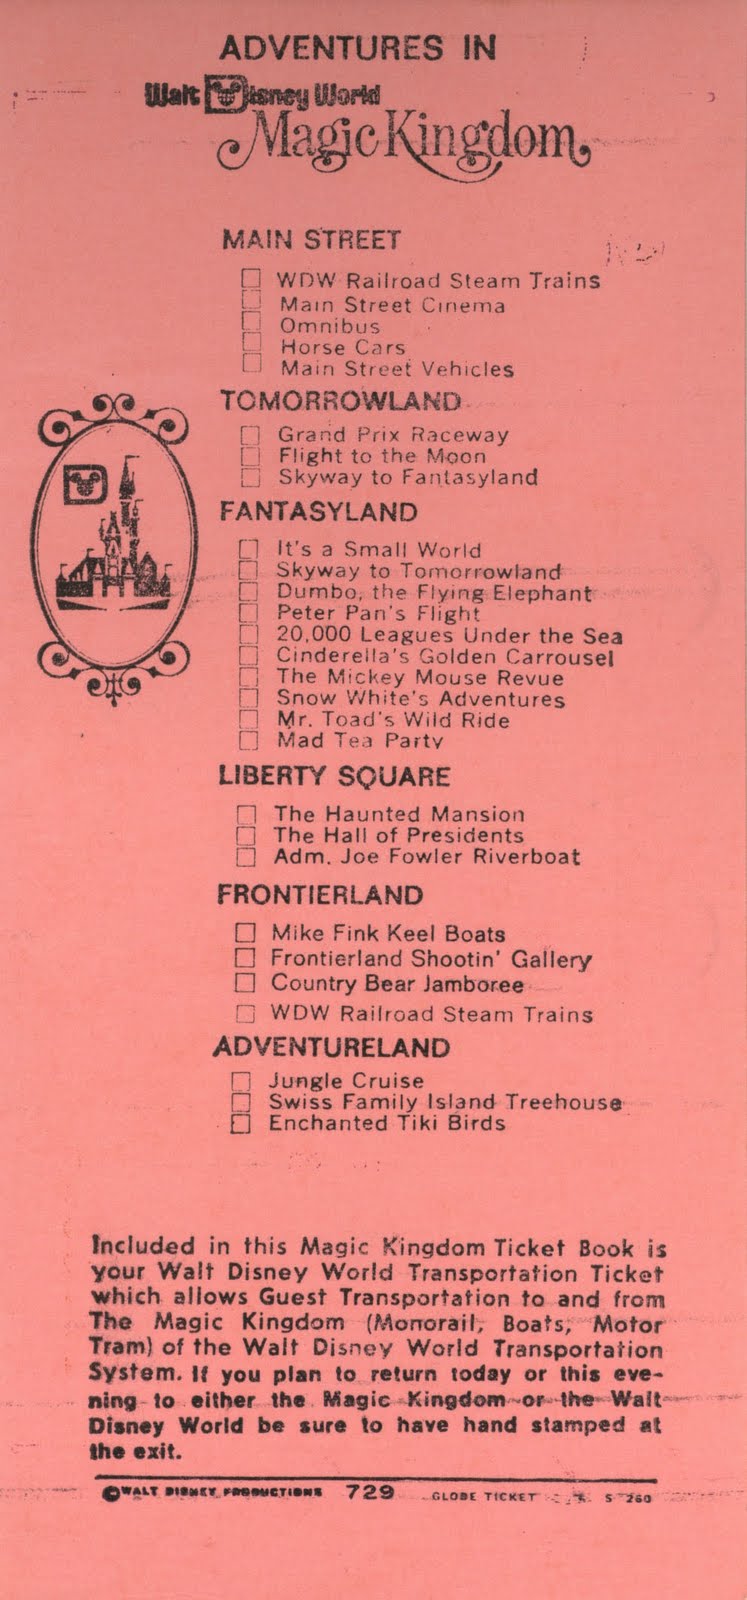 ADVENTURES IN
Walt Disney World
Magic Kingdom
MAIN STREET
WDW Railroad Steam Trains
Main Street Cinema
Omnibus
Horse Cars
Main Street Vehicles
TOMORROWLAND
Grand Prix Raceway
Flight to the Moon
Skyway to Fantasyland
FANTASYLAND
It's a Small World
Skyway to Tomorrowland
Dumbo, the Flying Elephant
Peter Pan's Flight
20,000 Leagues Under the Sea
Cinderella's Golden Carrousel
The Mickey Mouse Revue
Snow White's Adventures
Mr. Toad's Wild Ride
Mad Tea Party
LIBERTY SQUARE
The Haunted Mansion
The Hall of Presidents
Adm. Joe Fowler Riverboat
FRONTIERLAND
Mike Fink Keel Boats
Frontierland Shootin' Gallery
Country Bear Jamboree
WDW Railroad Steam Trains
ADVENTURELAND
Jungle Cruise
Swiss Family Island Treehouse
Enchanted Tiki Birds
Included in this Magic Kingdom Ticket Book is
your Walt Disney World Transportation Ticket
which allows Guest Transportation to and from
The Magic Kingdom (Monorail, Boats, Motor
Tram) of the Walt Disney World Transportation
System. If you plan to return today or this eve-
ning to either the Magic Kingdom or the Walt
Disney World be sure to have hand stamped at
the exit.
©WALT DISNEY PRODUCTIONS 729 GLOBE TICKET S 260